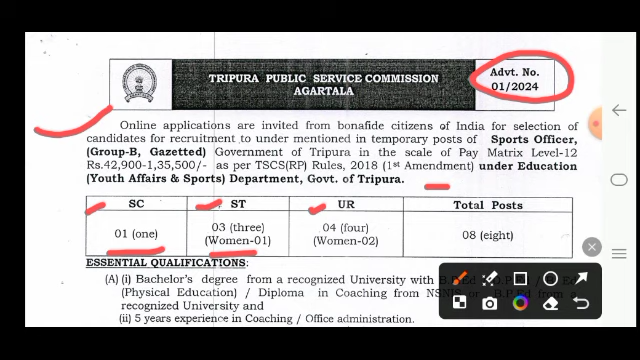 TRIPURA PUBLIC SERVICE COMMISSION
AGARTALA
Advt. No.
01/2024
Online applications are invited from bonafide citizens of India for selection of
candidates for recruitment to under mentioned in temporary posts of Sports Officer,
(Group-B, Gazetted) Government of Tripura in the scale of Pay Matrix Level-12
Rs.42,900-1,35,500/- as per TSCS(RP) Rules, 2018 (1st Amendment) under Education
(Youth Affairs & Sports) Department, Govt. of Tripura.
SC ST UR Total Posts
01 (one) 03 (three) 04 (four) 08 (eight)
(Women-01) (Women-02)
ESSENTIAL QUALIFICATIONS:
(A) (i) Bachelor's degree from a recognized University with
(Physical Education) / Diploma in Coaching from
recognized University and
(ii) 5 years experience in Coaching / Office administration.